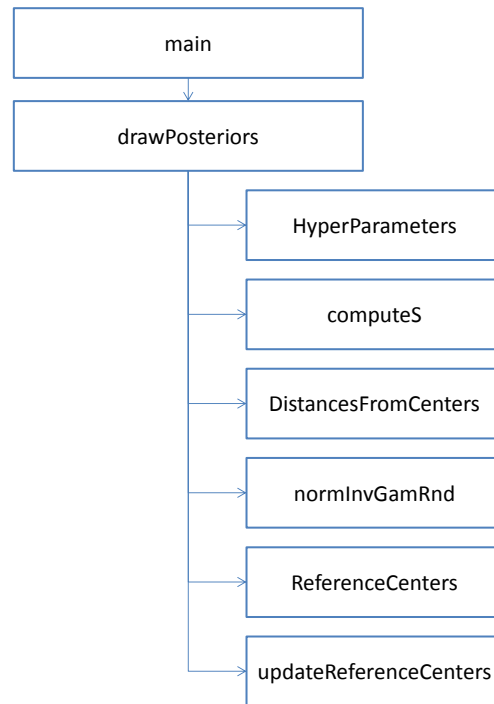 main
drawPosteriors
HyperParameters
computeS
DistancesFromCenters
normInvGamRnd
ReferenceCenters
updateReferenceCenters